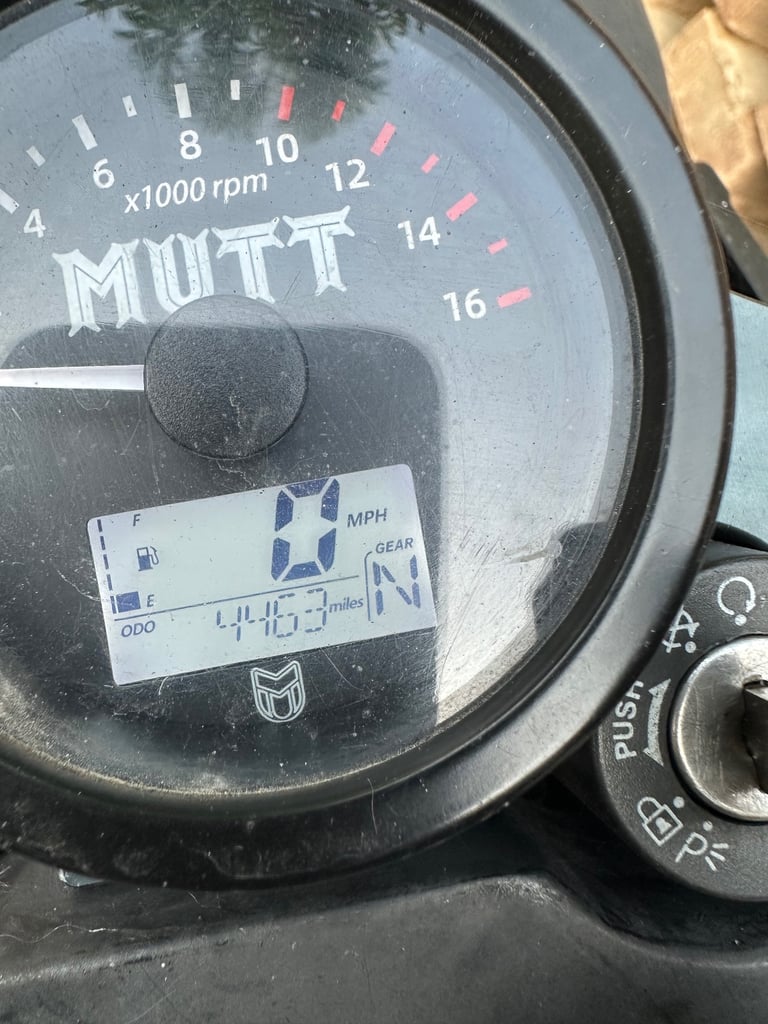 4
6
8
10
12
14
16
x1000 rpm
MUTT
F
0 MPH
GEAR
N
E
ODO 4463 miles
PUSH
P